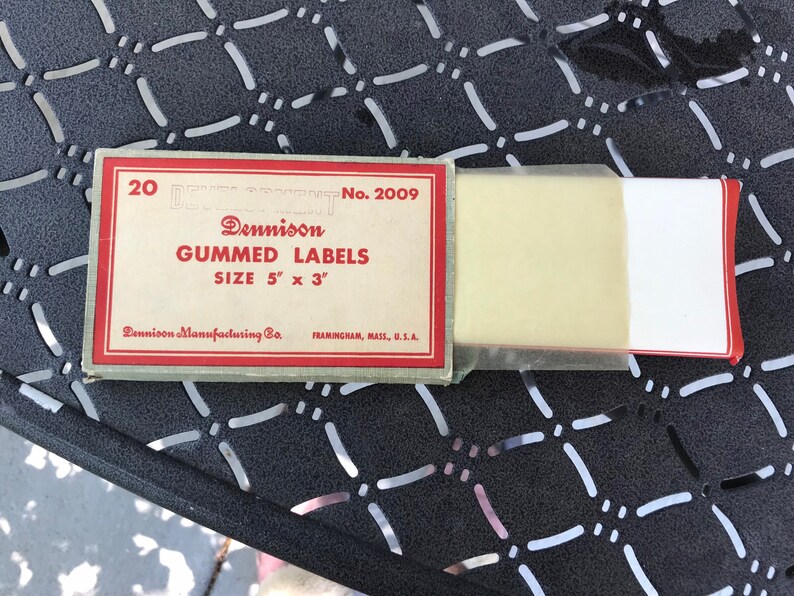 20 No. 2009
DEVELOPMENT
Dennison
GUMMED LABELS
SIZE 5" x 3"
Dennison Manufacturing Co. FRAMINGHAM, MASS., U.S.A.